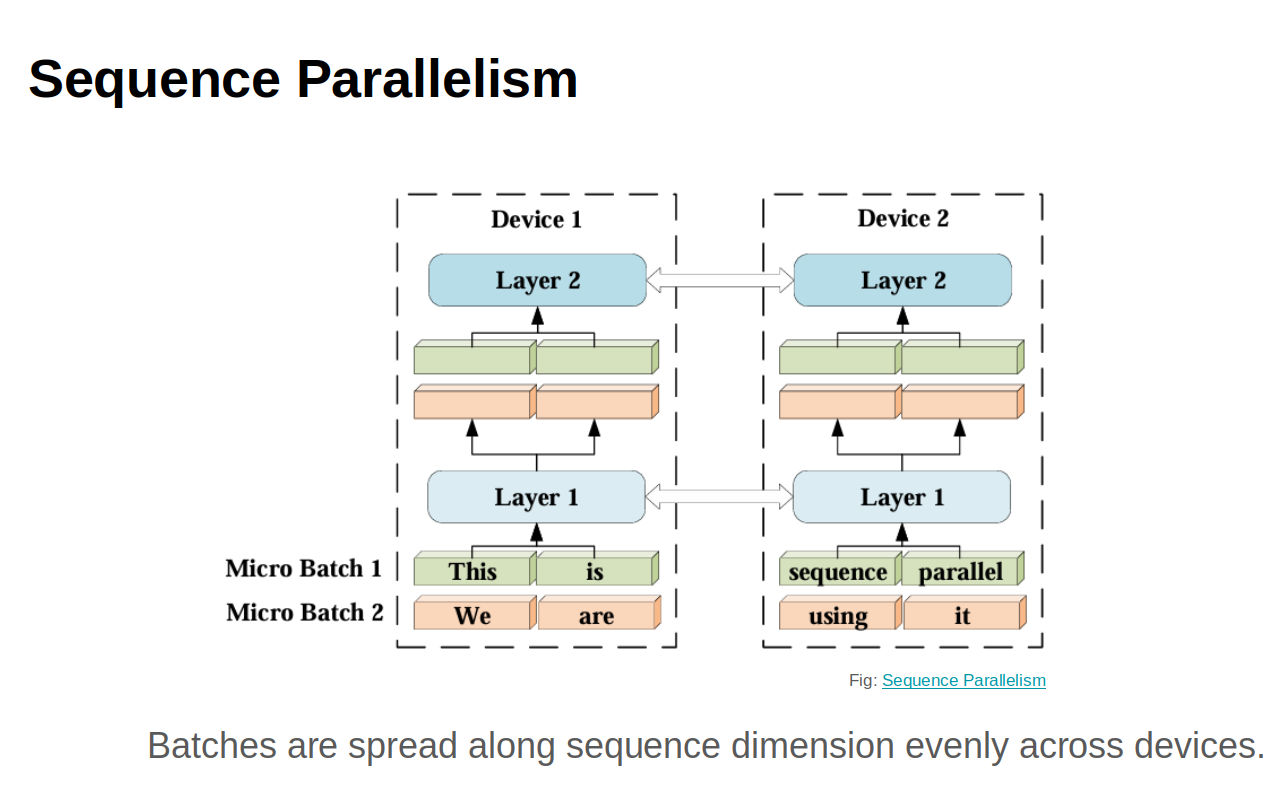 Sequence Parallelism
Device 1
Device 2
Layer 2
Layer 2
Layer 1
Layer 1
Micro Batch 1
This
is
sequence
parallel
Micro Batch 2
We
are
using
it
Fig: Sequence Parallelism
Batches are spread along sequence dimension evenly across devices.